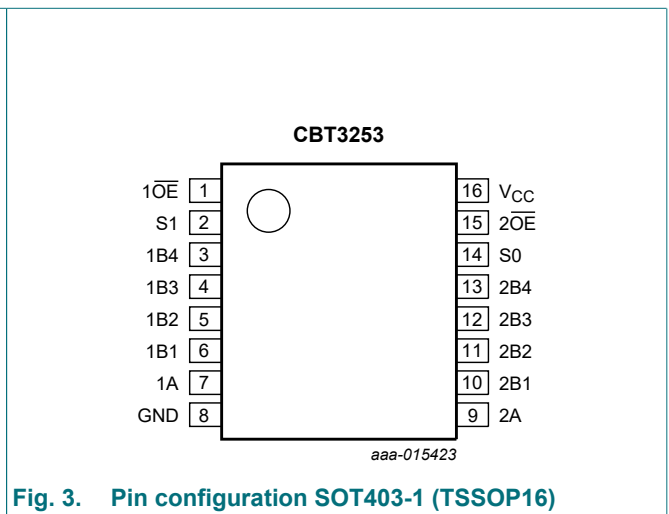 CBT3253
1O̅E̅ 1 16 VCC
S1 2 15 2O̅E̅
1B4 3 14 S0
1B3 4 13 2B4
1B2 5 12 2B3
1B1 6 11 2B2
1A 7 10 2B1
GND 8 9 2A
aaa-015423
Fig. 3. Pin configuration SOT403-1 (TSSOP16)